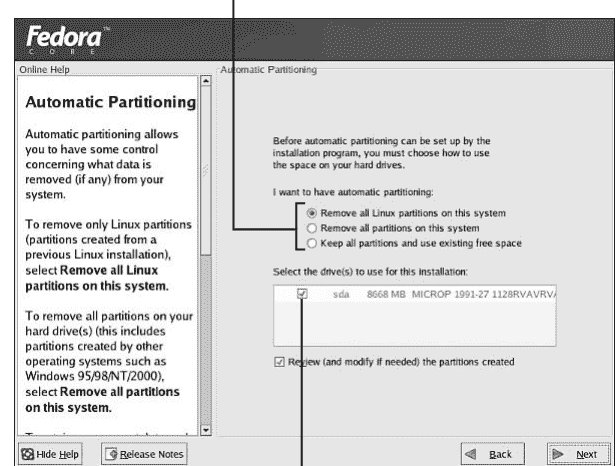 Fedora™
CORE
Online Help
Automatic Partitioning
Automatic partitioning allows
you to have some control
concerning what data is
removed (if any) from your
system.
To remove only Linux partitions
(partitions created from a
previous Linux installation),
select Remove all Linux
partitions on this system.
To remove all partitions on your
hard drive(s) (this includes
partitions created by other
operating systems such as
Windows 95/98/NT/2000),
select Remove all partitions
on this system.
Automatic Partitioning
Before automatic partitioning can be set up by the
installation program, you must choose how to use
the space on your hard drives.
I want to have automatic partitioning:
Remove all Linux partitions on this system
Remove all partitions on this system
Keep all partitions and use existing free space
Select the drive(s) to use for this installation:
sda 8668 MB MICROP 1991-27 1128RVAVRV
Review (and modify if needed) the partitions created
Hide Help
Release Notes
Back
Next